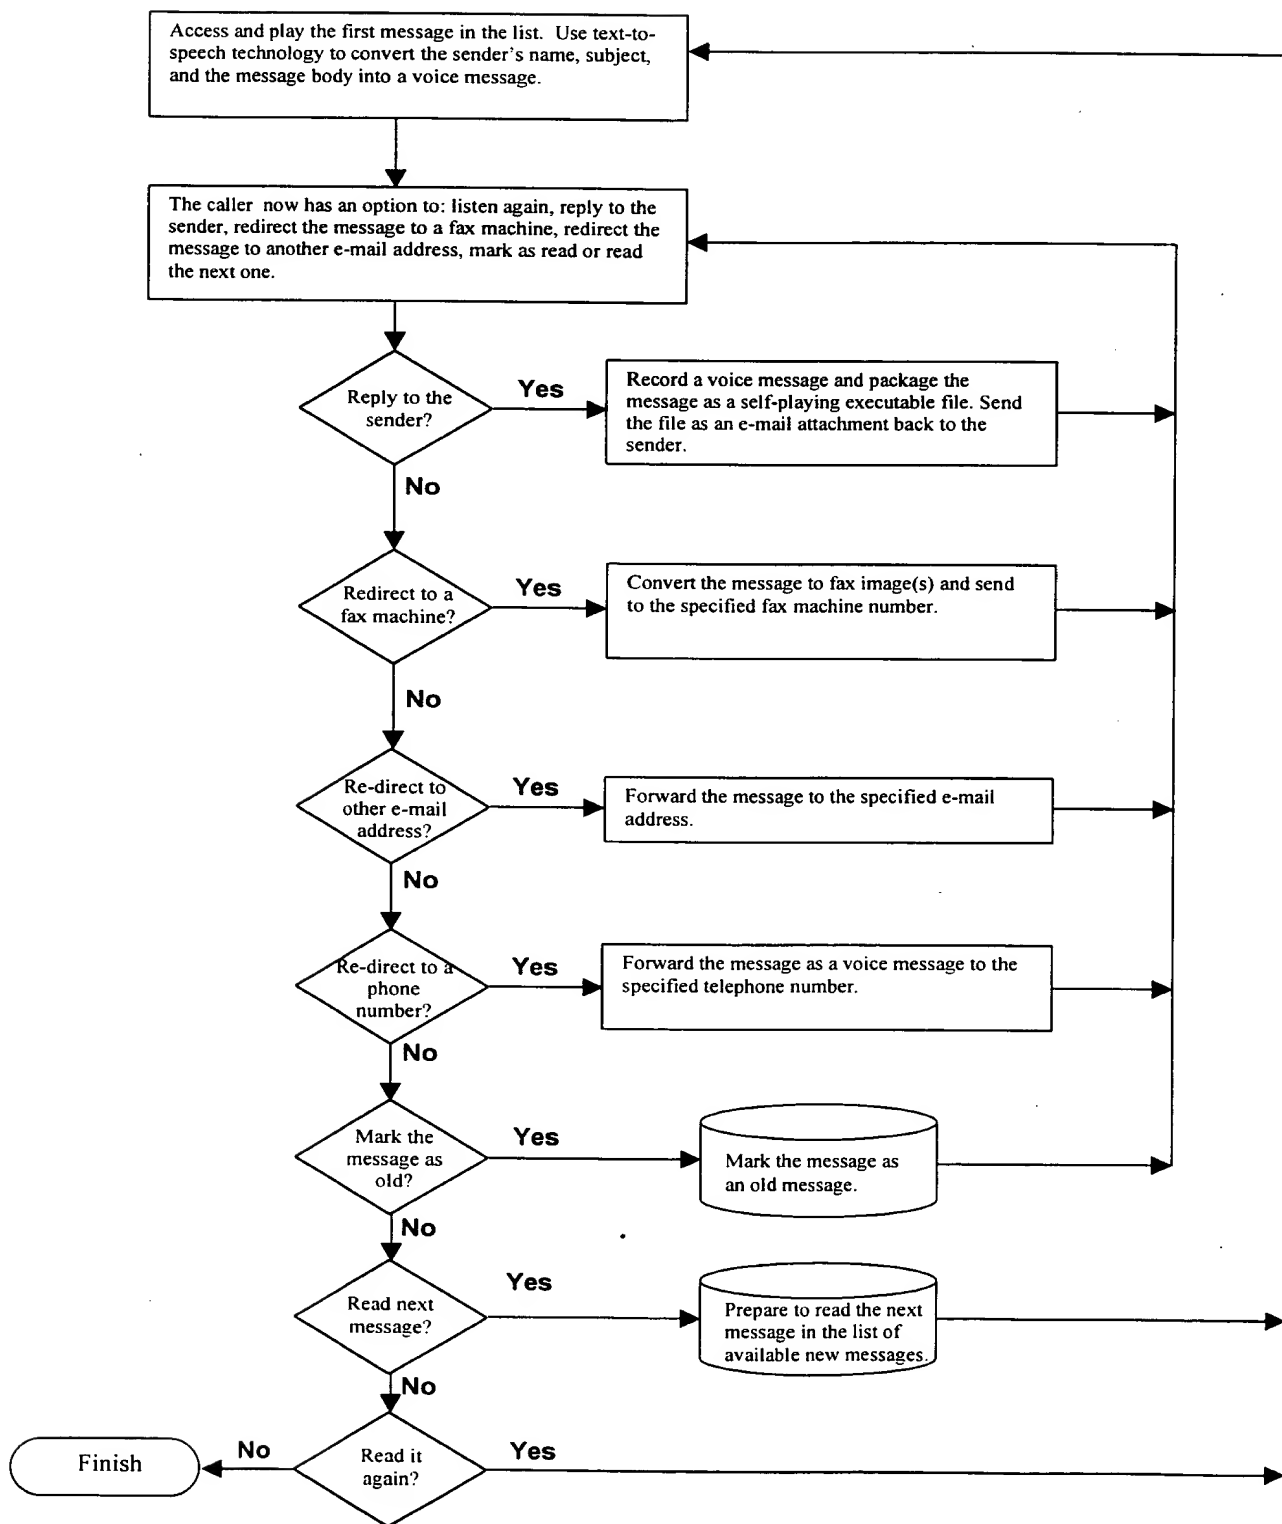 Access and play the first message in the list.  Use text-to-
speech technology to convert the sender's name, subject,
and the message body into a voice message.
The caller  now has an option to: listen again, reply to the
sender, redirect the message to a fax machine, redirect the
message to another e-mail address, mark as read or read
the next one.
Reply to the
sender?
Yes
Record a voice message and package the
message as a self-playing executable file. Send
the file as an e-mail attachment back to the
sender.
No
Redirect to a
fax machine?
Yes
Convert the message to fax image(s) and send
to the specified fax machine number.
No
Re-direct to
other e-mail
address?
Yes
Forward the message to the specified e-mail
address.
No
Re-direct to a
phone
number?
Yes
Forward the message as a voice message to the
specified telephone number.
No
Mark the
message as
old?
Yes
Mark the message as
an old message.
No
Read next
message?
Yes
Prepare to read the next
message in the list of
available new messages.
No
Read it
again?
Yes
No
Finish